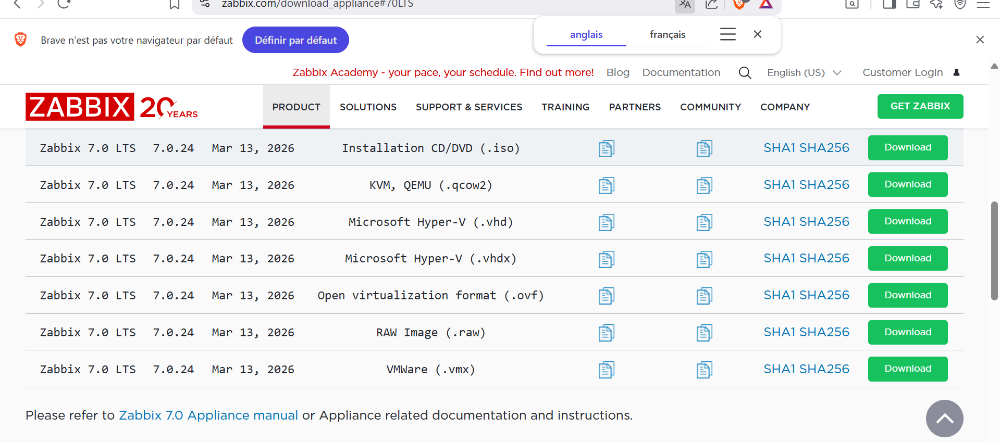 zabbix.com/download_appliance#70LTS
Brave n'est pas votre navigateur par défaut
Définir par défaut
anglais
français
Zabbix Academy - your pace, your schedule. Find out more!
Blog
Documentation
English (US)
Customer Login
ZABBIX 20 YEARS
PRODUCT
SOLUTIONS
SUPPORT & SERVICES
TRAINING
PARTNERS
COMMUNITY
COMPANY
GET ZABBIX
Zabbix 7.0 LTS 7.0.24 Mar 13, 2026 Installation CD/DVD (.iso) SHA1 SHA256 Download
Zabbix 7.0 LTS 7.0.24 Mar 13, 2026 KVM, QEMU (.qcow2) SHA1 SHA256 Download
Zabbix 7.0 LTS 7.0.24 Mar 13, 2026 Microsoft Hyper-V (.vhd) SHA1 SHA256 Download
Zabbix 7.0 LTS 7.0.24 Mar 13, 2026 Microsoft Hyper-V (.vhdx) SHA1 SHA256 Download
Zabbix 7.0 LTS 7.0.24 Mar 13, 2026 Open virtualization format (.ovf) SHA1 SHA256 Download
Zabbix 7.0 LTS 7.0.24 Mar 13, 2026 RAW Image (.raw) SHA1 SHA256 Download
Zabbix 7.0 LTS 7.0.24 Mar 13, 2026 VMWare (.vmx) SHA1 SHA256 Download
Please refer to Zabbix 7.0 Appliance manual or Appliance related documentation and instructions.